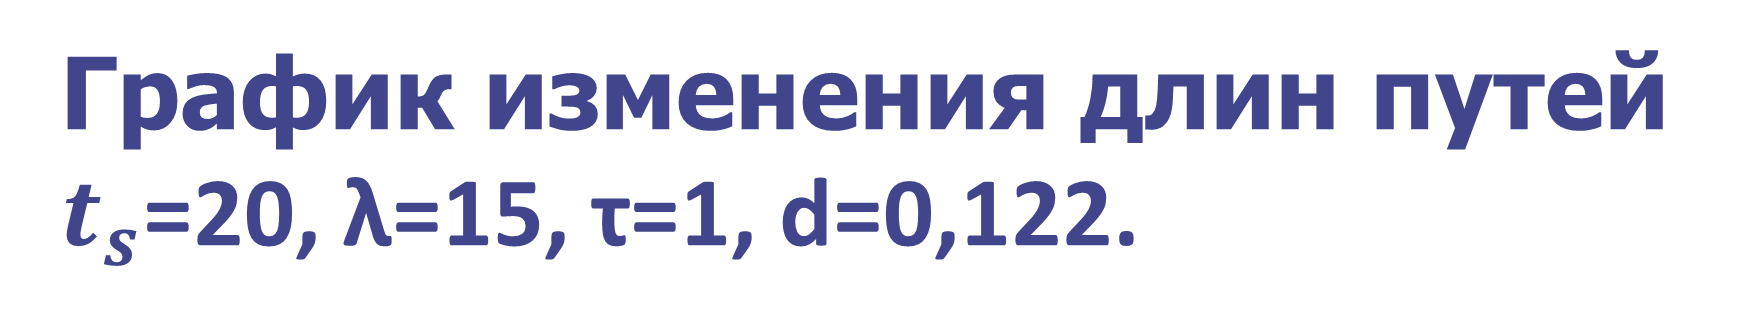 График изменения длин путей
tₛ=20, λ=15, τ=1, d=0,122.